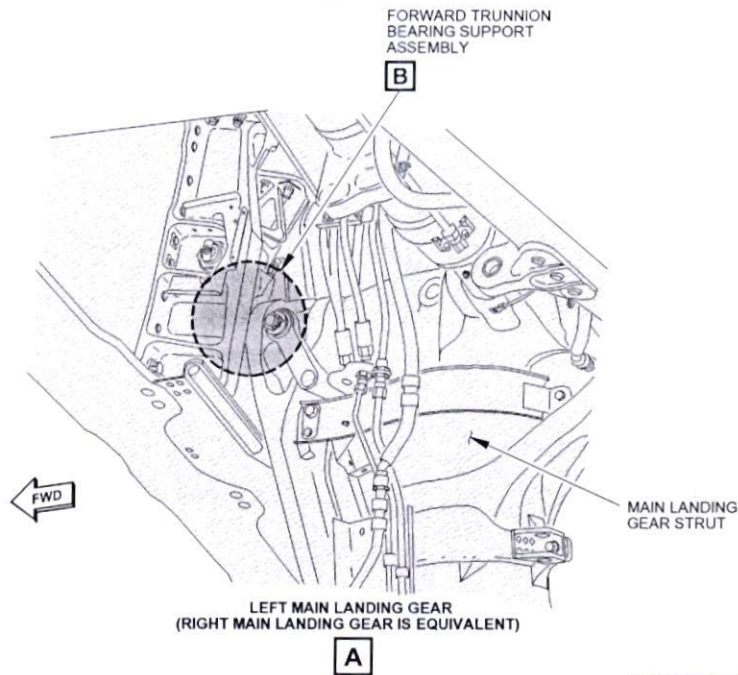 FORWARD TRUNNION
BEARING SUPPORT
ASSEMBLY
B
FWD
MAIN LANDING
GEAR STRUT
LEFT MAIN LANDING GEAR
(RIGHT MAIN LANDING GEAR IS EQUIVALENT)
A